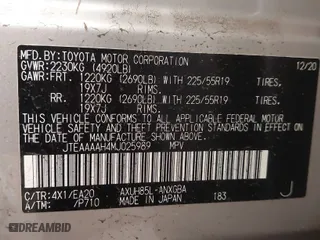 MFD. BY: TOYOTA MOTOR CORPORATION 12/20
GVWR: 2230KG (4920LB)
GAWR: FRT. 1220KG (2690LB) WITH 225/55R19 TIRES,
19X7J RIMS,
RR. 1220KG (2690LB) WITH 225/55R19 TIRES,
19X7J RIMS,
THIS VEHICLE CONFORMS TO ALL APPLICABLE FEDERAL MOTOR VEHICLE SAFETY, BUMPER, AND THEFT PREVENTION STANDARDS IN EFFECT ON THE DATE OF MANUFACTURE SHOWN ABOVE.
JTEAAAAH4MJ025989 MPV
C/TR: 4X1/EA20 AXUH85L-ANXGBA
A/TM: -/P710 MADE IN JAPAN 183 J
DASHBOARD